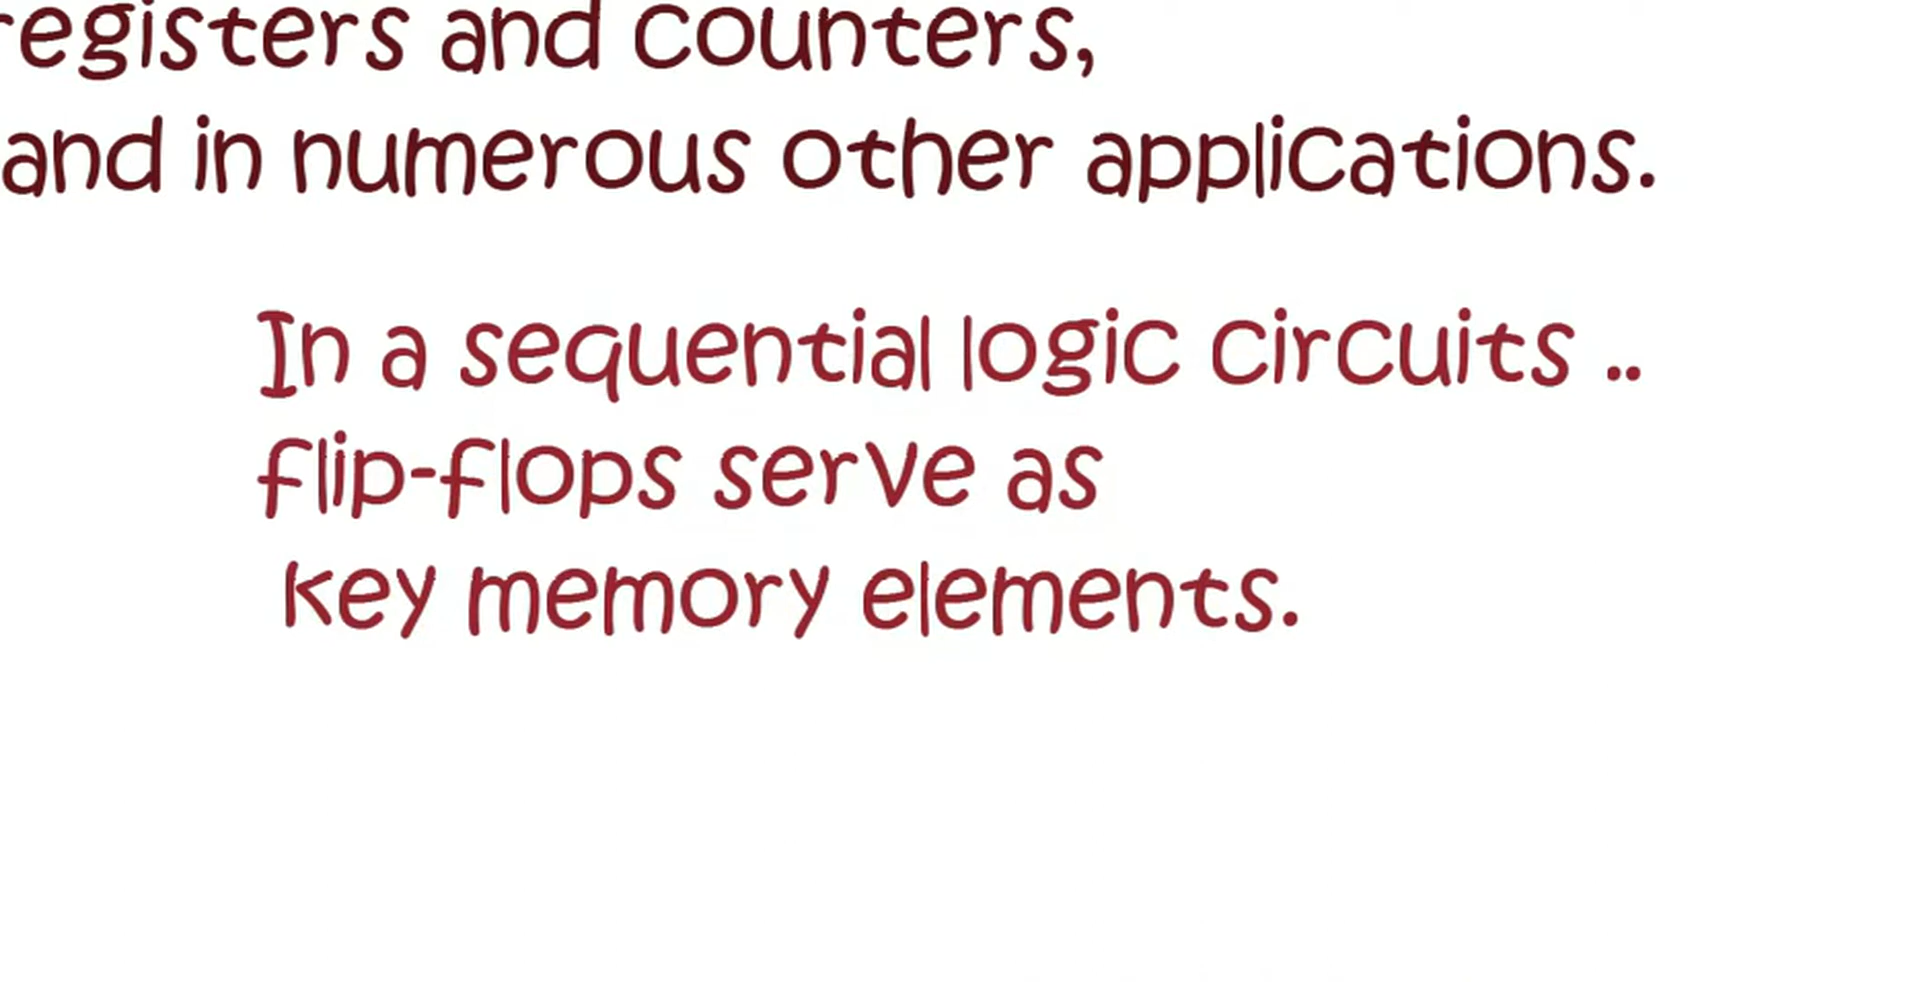 registers and counters,
and in numerous other applications.
In a sequential logic circuits ..
flip-flops serve as
key memory elements.